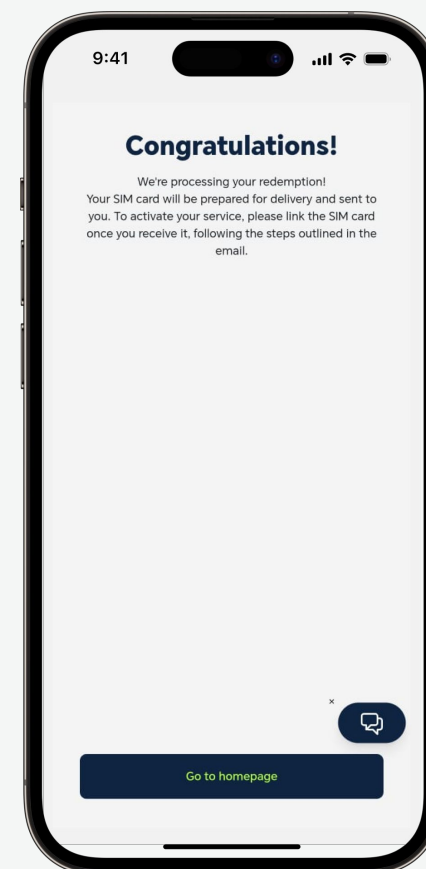 9:41
Congratulations!
We're processing your redemption!
Your SIM card will be prepared for delivery and sent to
you. To activate your service, please link the SIM card
once you receive it, following the steps outlined in the
email.
×
Go to homepage